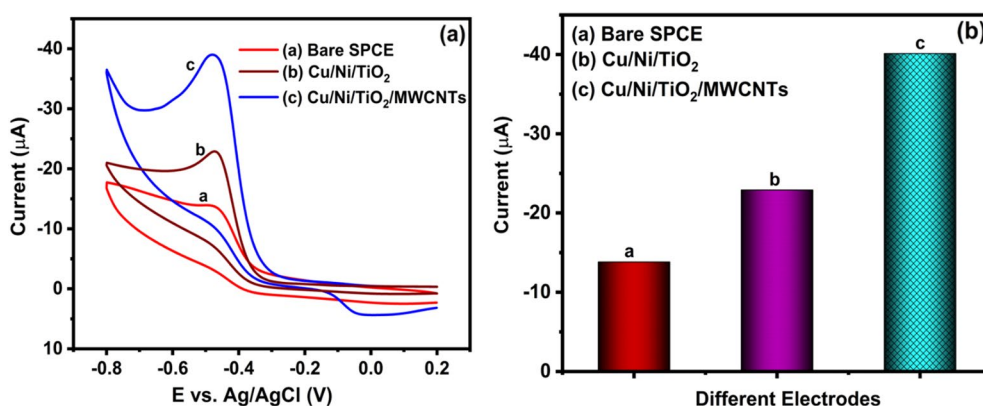 (a)
(a) Bare SPCE
(b) Cu/Ni/TiO₂
(c) Cu/Ni/TiO₂/MWCNTs
c
b
a
-40
-30
-20
-10
0
10
Current (μA)
-0.8 -0.6 -0.4 -0.2 0.0 0.2
E vs. Ag/AgCl (V)
(b)
(a) Bare SPCE
(b) Cu/Ni/TiO₂
(c) Cu/Ni/TiO₂/MWCNTs
c
b
a
-40
-30
-20
-10
0
Current (μA)
Different Electrodes